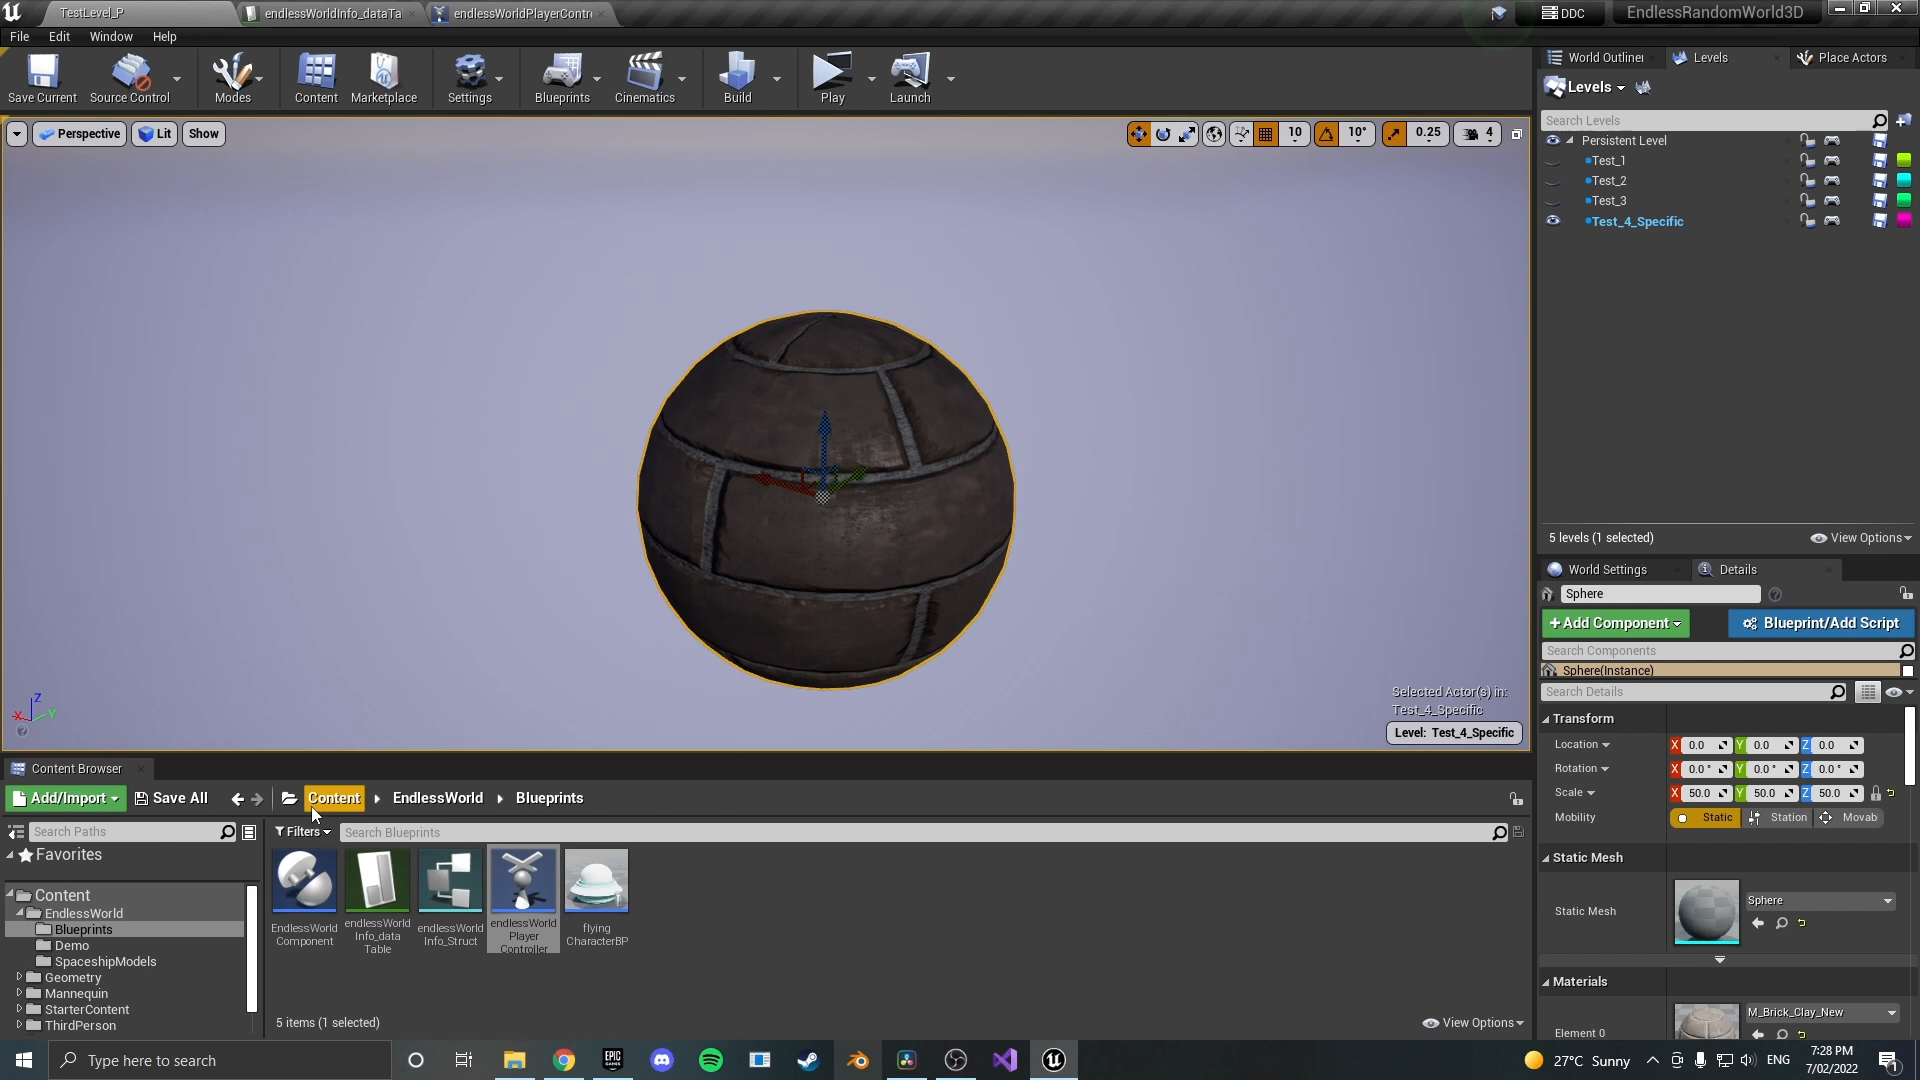 TestLevel_P
endlessWorldInfo_dataTa
endlessWorldPlayerContr
DDC
EndlessRandomWorld3D
File Edit Window Help
Save Current
Source Control
Modes
Content
Marketplace
Settings
Blueprints
Cinematics
Build
Play
Launch
World Outliner
Levels
Place Actors
Levels
Search Levels
Persistent Level
Test_1
Test_2
Test_3
Test_4_Specific
5 levels (1 selected)
View Options
Perspective
Lit
Show
10
10°
0.25
4
Z
X
Y
Selected Actor(s) in:
Test_4_Specific
Level: Test_4_Specific
World Settings
Details
Sphere
+Add Component
Blueprint/Add Script
Search Components
Sphere(Instance)
Search Details
Transform
Location X 0.0 Y 0.0 Z 0.0
Rotation X 0.0° Y 0.0° Z 0.0°
Scale X 50.0 Y 50.0 Z 50.0
Mobility Static Station Movab
Static Mesh
Static Mesh
Sphere
Materials
Element 0
M_Brick_Clay_New
Content Browser
Add/Import
Save All
Content
EndlessWorld
Blueprints
Search Paths
Filters
Search Blueprints
Favorites
Content
EndlessWorld
Blueprints
Demo
SpaceshipModels
Geometry
Mannequin
StarterContent
ThirdPerson
EndlessWorld
Component
endlessWorld
Info_data
Table
endlessWorld
Info_Struct
endlessWorld
Player
Controller
flying
CharacterBP
5 items (1 selected)
View Options
Type here to search
EPIC
GAMES
27°C Sunny
ENG
7:28 PM
7/02/2022
1